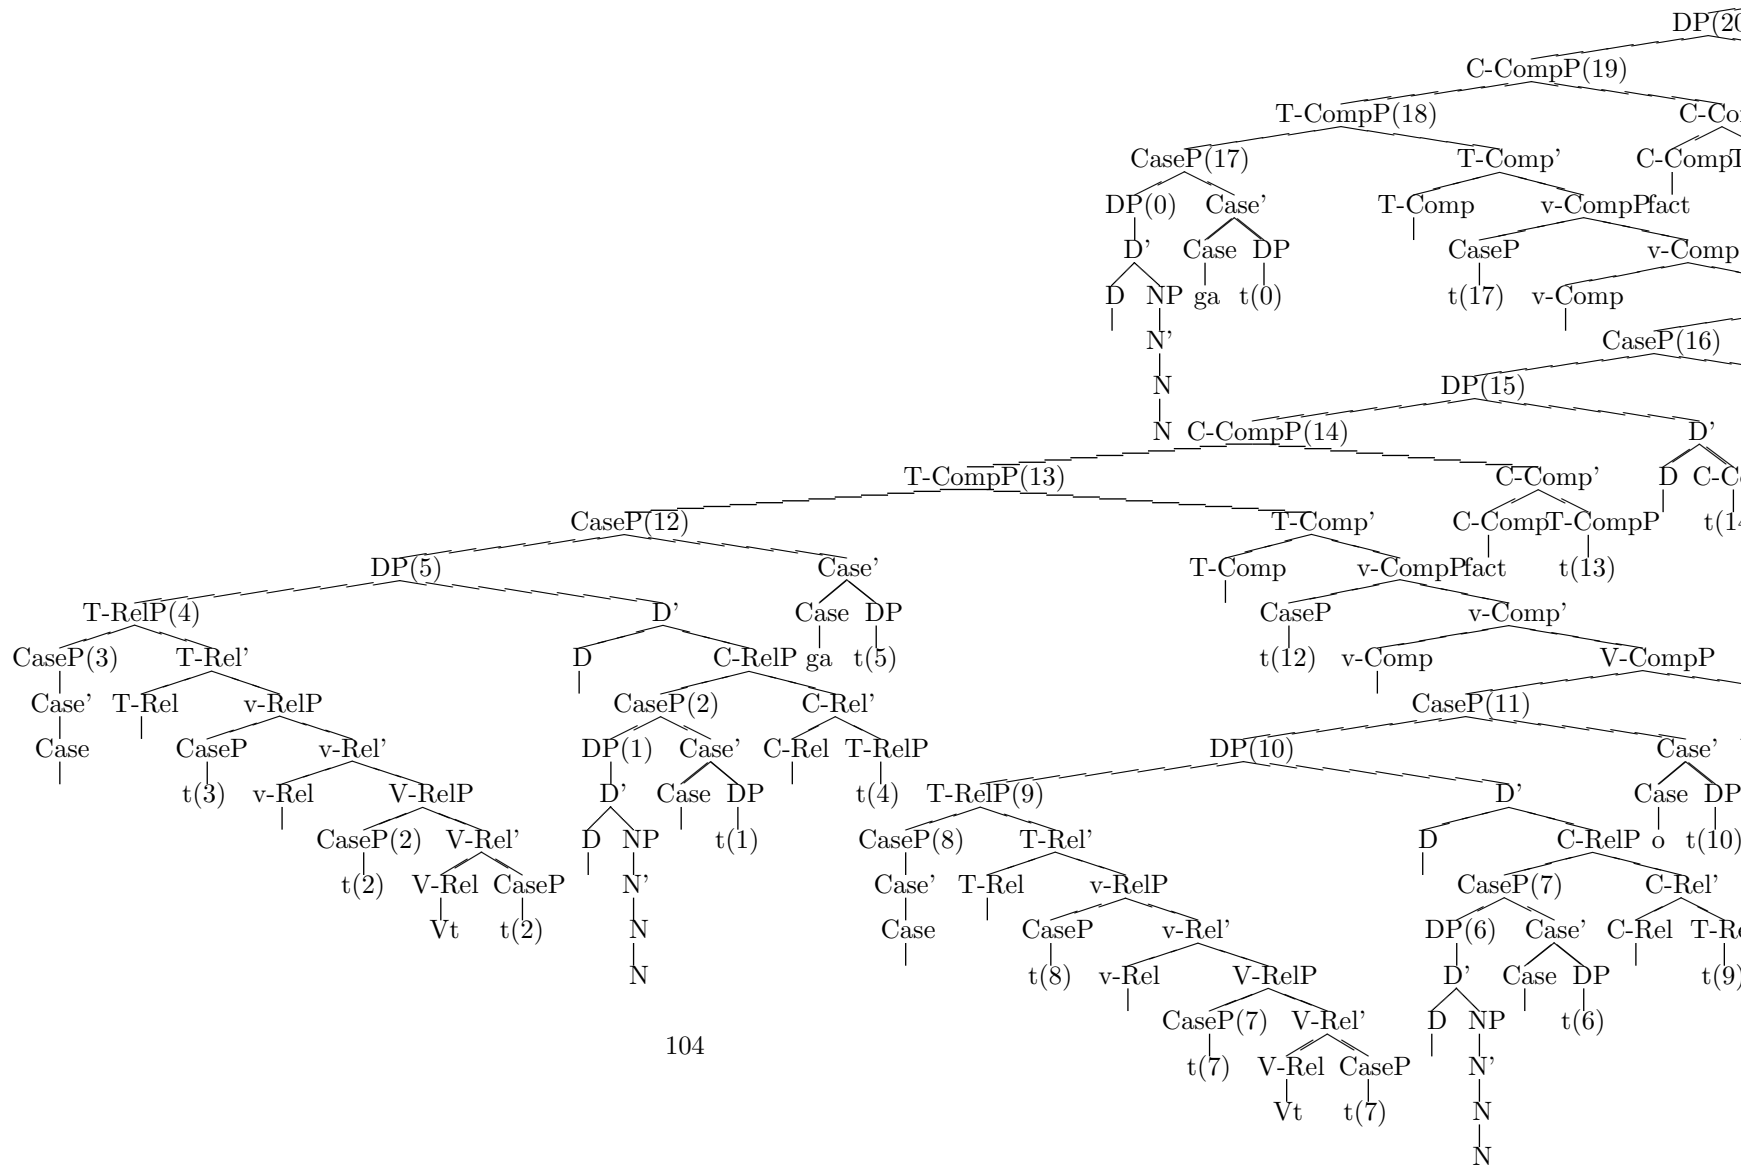 DP(20
C-CompP(19)
T-CompP(18) C-Co
CaseP(17) T-Comp' C-CompT
DP(0) Case' T-Comp v-CompPfact
D' Case DP CaseP v-Comp
D NP ga t(0) t(17) v-Comp
N' CaseP(16)
N DP(15)
N C-CompP(14) D'
T-CompP(13) C-Comp' D C-C
CaseP(12) T-Comp' C-CompT-CompP t(14
DP(5) Case' T-Comp v-CompPfact t(13)
T-RelP(4) D' Case DP CaseP v-Comp'
CaseP(3) T-Rel' D C-RelP ga t(5) t(12) v-Comp V-CompP
Case' T-Rel v-RelP CaseP(2) C-Rel' CaseP(11)
Case CaseP v-Rel' DP(1) Case' C-Rel T-RelP DP(10) Case'
t(3) v-Rel V-RelP D' Case DP t(4) T-RelP(9) D' Case DP
CaseP(2) V-Rel' D NP t(1) CaseP(8) T-Rel' D C-RelP o t(10)
t(2) V-Rel CaseP N' Case' T-Rel v-RelP CaseP(7) C-Rel'
Vt t(2) N Case CaseP v-Rel' DP(6) Case' C-Rel T-Re
N t(8) v-Rel V-RelP D' Case DP t(9)
CaseP(7) V-Rel' D NP t(6)
104
t(7) V-Rel CaseP N'
Vt t(7) N
N